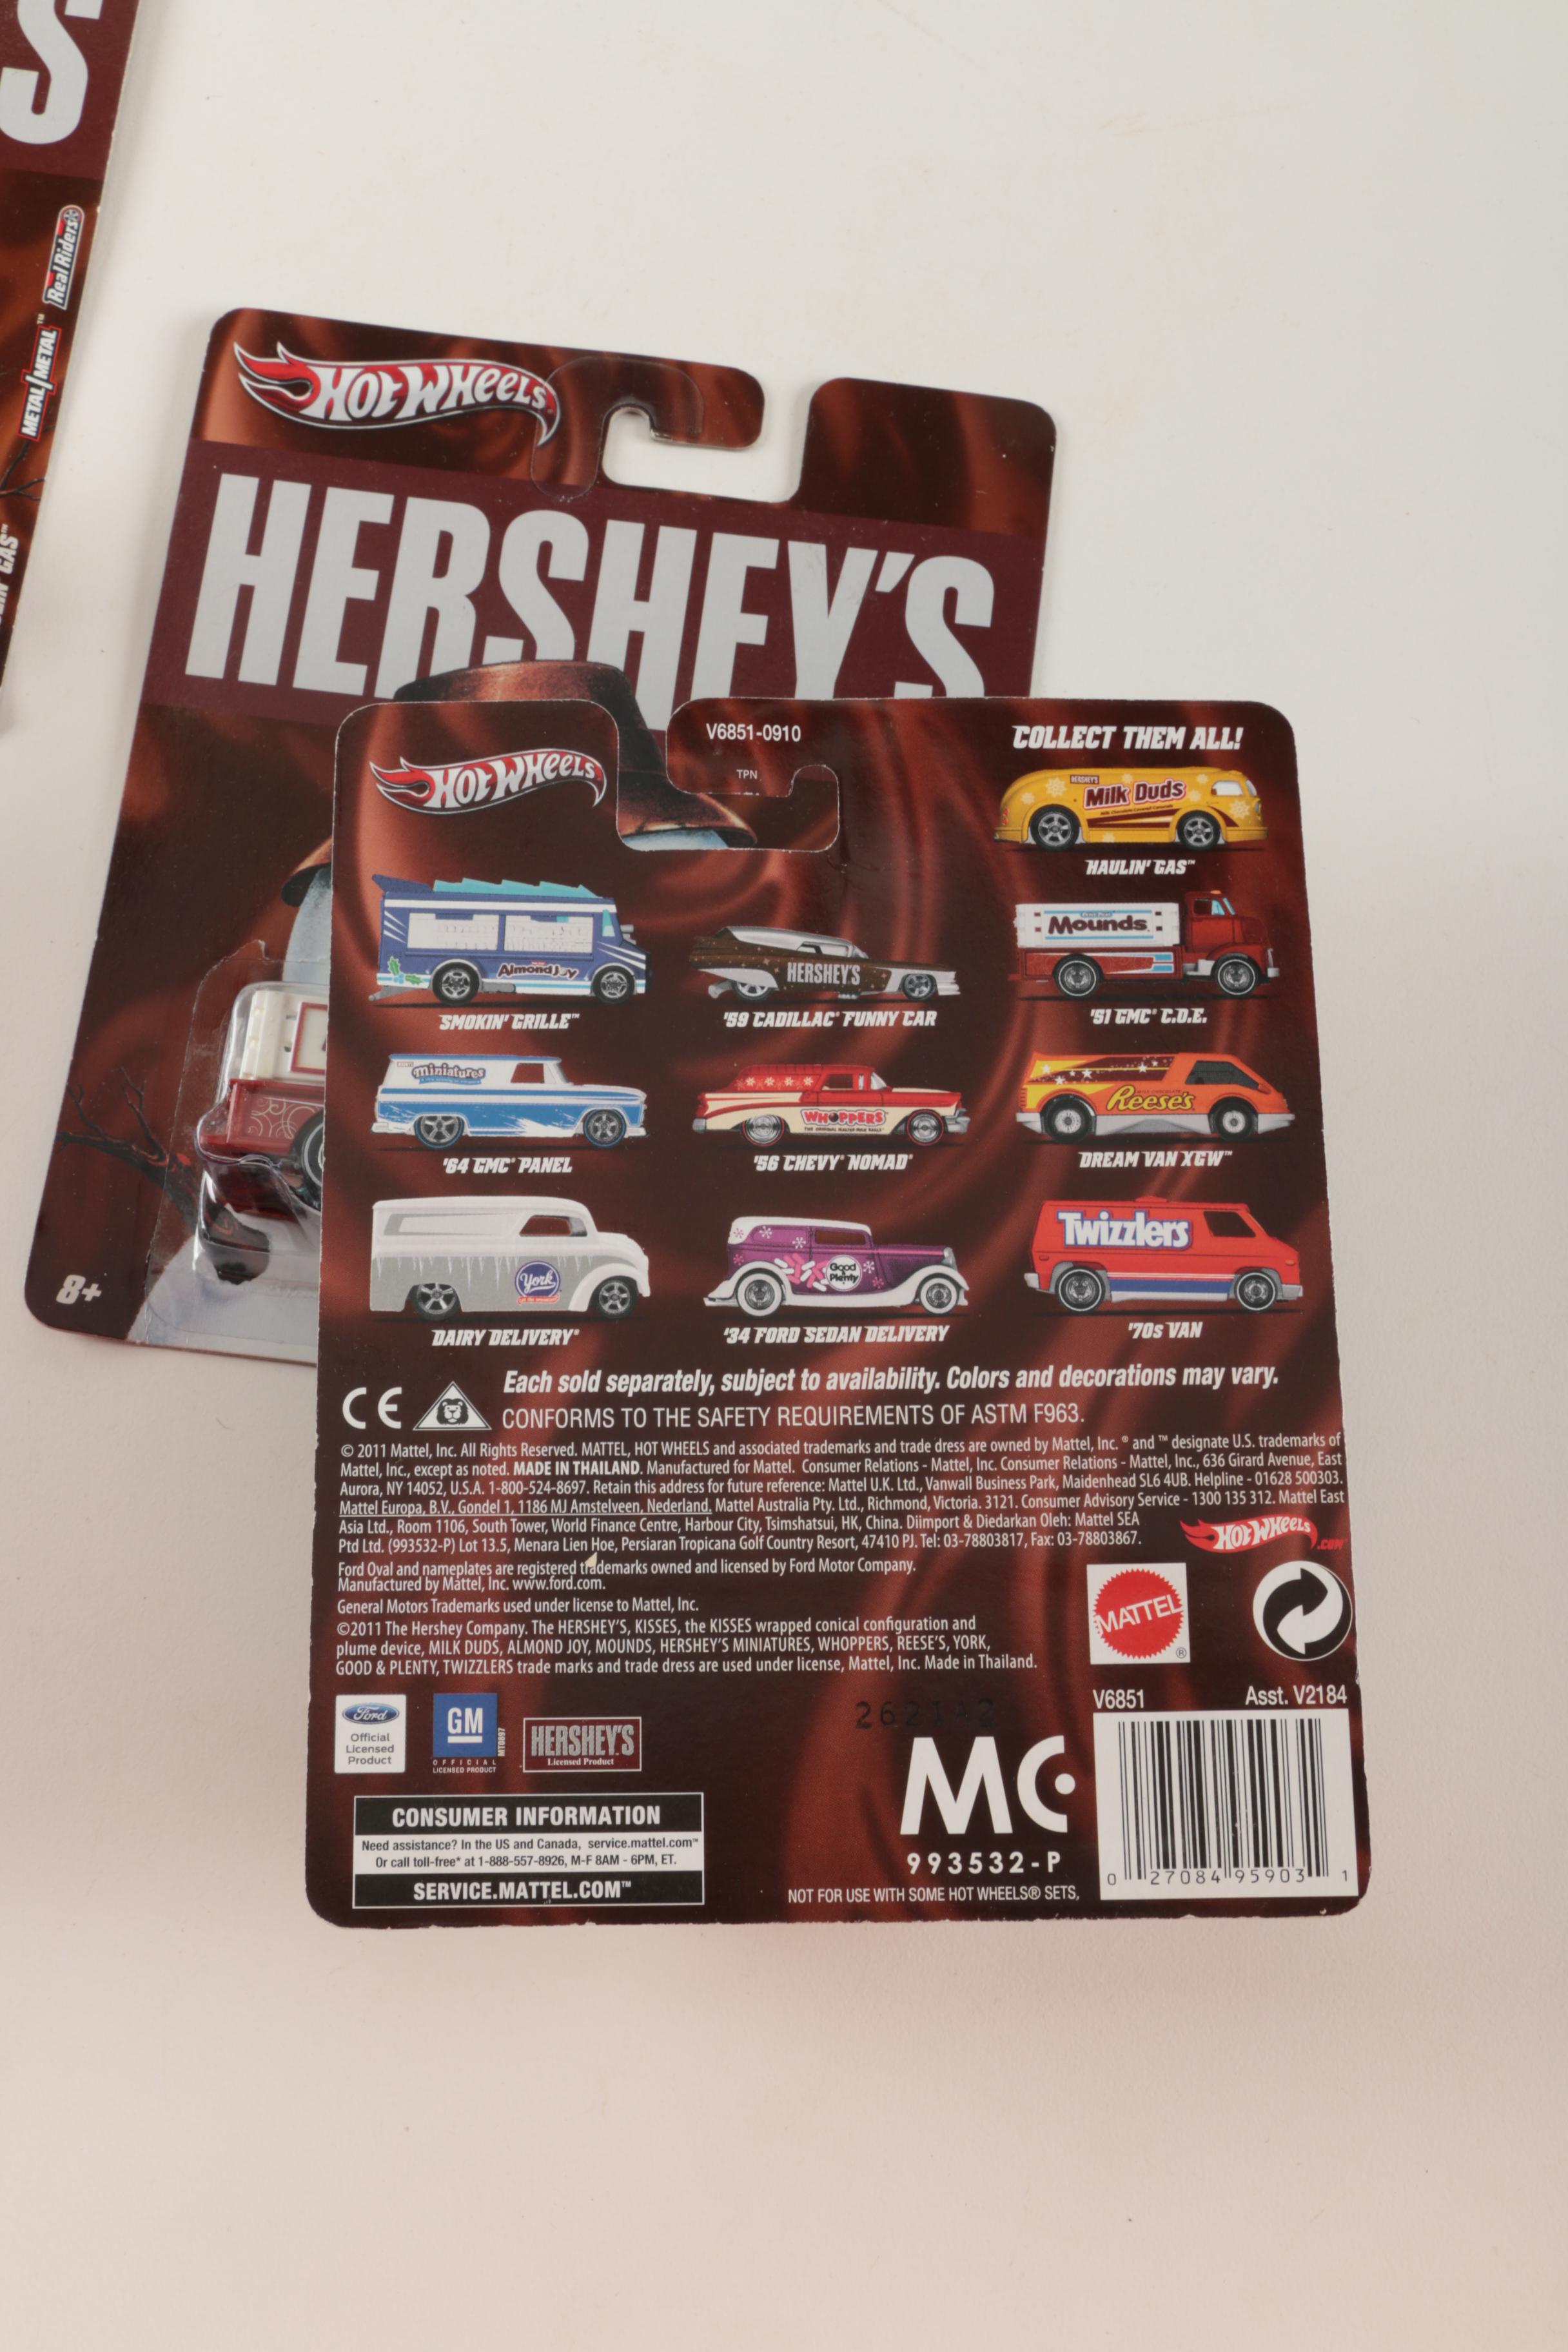 S
Real Riders
METAL/METAL™
GAS™
HOT WHEELS
HERSHEY'S
8+
HOT WHEELS
V6851-0910
TPN
COLLECT THEM ALL!
HERSHEY'S
Milk Duds
HAULIN' GAS™
Almond Joy
SMOKIN' GRILLE™
HERSHEY'S
'59 CADILLAC® FUNNY CAR
Mounds
'51 GMC® C.O.E.
miniatures
'64 GMC® PANEL
WHOPPERS
'56 CHEVY® NOMAD®
Reese's
DREAM VAN XGW™
York
DAIRY DELIVERY®
Good & Plenty
'34 FORD SEDAN DELIVERY
Twizzlers
'70s VAN
Each sold separately, subject to availability. Colors and decorations may vary.
CE
CONFORMS TO THE SAFETY REQUIREMENTS OF ASTM F963.
© 2011 Mattel, Inc. All Rights Reserved. MATTEL, HOT WHEELS and associated trademarks and trade dress are owned by Mattel, Inc. ® and ™ designate U.S. trademarks of
Mattel, Inc., except as noted. MADE IN THAILAND. Manufactured for Mattel. Consumer Relations - Mattel, Inc. Consumer Relations - Mattel, Inc., 636 Girard Avenue, East
Aurora, NY 14052, U.S.A. 1-800-524-8697. Retain this address for future reference: Mattel U.K. Ltd., Vanwall Business Park, Maidenhead SL6 4UB. Helpline - 01628 500303.
Mattel Europa, B.V., Gondel 1, 1186 MJ Amstelveen, Nederland. Mattel Australia Pty. Ltd., Richmond, Victoria. 3121. Consumer Advisory Service - 1300 135 312. Mattel East
Asia Ltd., Room 1106, South Tower, World Finance Centre, Harbour City, Tsimshatsui, HK, China. Diimport & Diedarkan Oleh: Mattel SEA
Ptd Ltd. (993532-P) Lot 13.5, Menara Lien Hoe, Persiaran Tropicana Golf Country Resort, 47410 PJ. Tel: 03-78803817, Fax: 03-78803867.
HOT WHEELS.COM
Ford Oval and nameplates are registered trademarks owned and licensed by Ford Motor Company.
Manufactured by Mattel, Inc. www.ford.com.
General Motors Trademarks used under license to Mattel, Inc.
©2011 The Hershey Company. The HERSHEY'S, KISSES, the KISSES wrapped conical configuration and
plume device, MILK DUDS, ALMOND JOY, MOUNDS, HERSHEY'S MINIATURES, WHOPPERS, REESE'S, YORK,
GOOD & PLENTY, TWIZZLERS trade marks and trade dress are used under license, Mattel, Inc. Made in Thailand.
MATTEL®
Ford
Official
Licensed
Product
GM
OFFICIAL
LICENSED PRODUCT
MTG897
HERSHEY'S
Licensed Product
262142
V6851 Asst. V2184
MC
993532-P
0 27084 95903 1
NOT FOR USE WITH SOME HOT WHEELS® SETS,
CONSUMER INFORMATION
Need assistance? In the US and Canada, service.mattel.com™
Or call toll-free* at 1-888-557-8926, M-F 8AM - 6PM, ET.
SERVICE.MATTEL.COM™